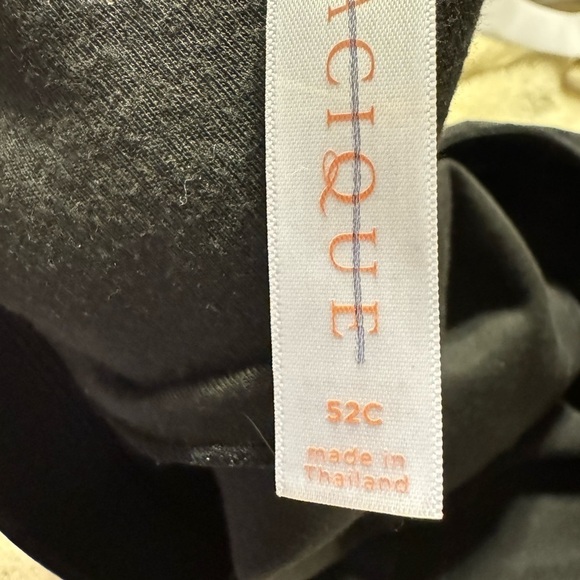 ACIQUE
52C
made in
Thailand